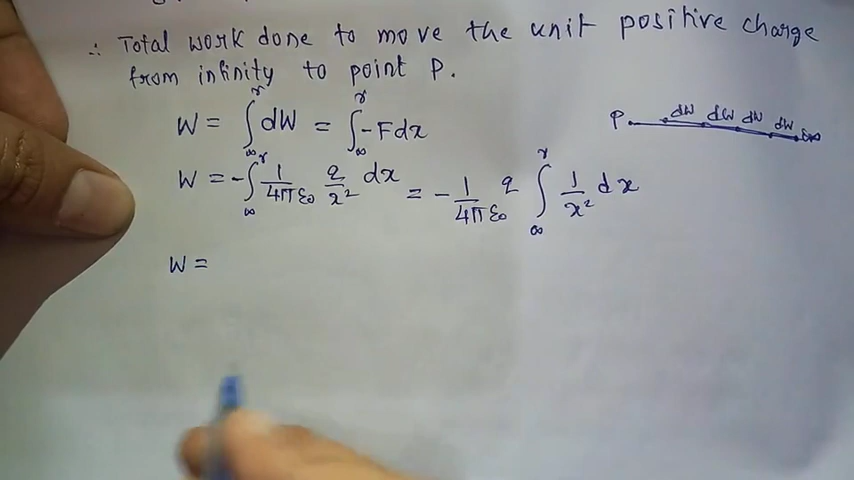 ∴ Total work done to move the unit positive charge
from infinity to point P.
W = ∫_∞^r dW = ∫_∞^r -Fdx
P dW dW dW dW
W = -∫_∞^r 1/4πε₀ q/x² dx = - 1/4πε₀ q ∫_∞^r 1/x² dx
W =